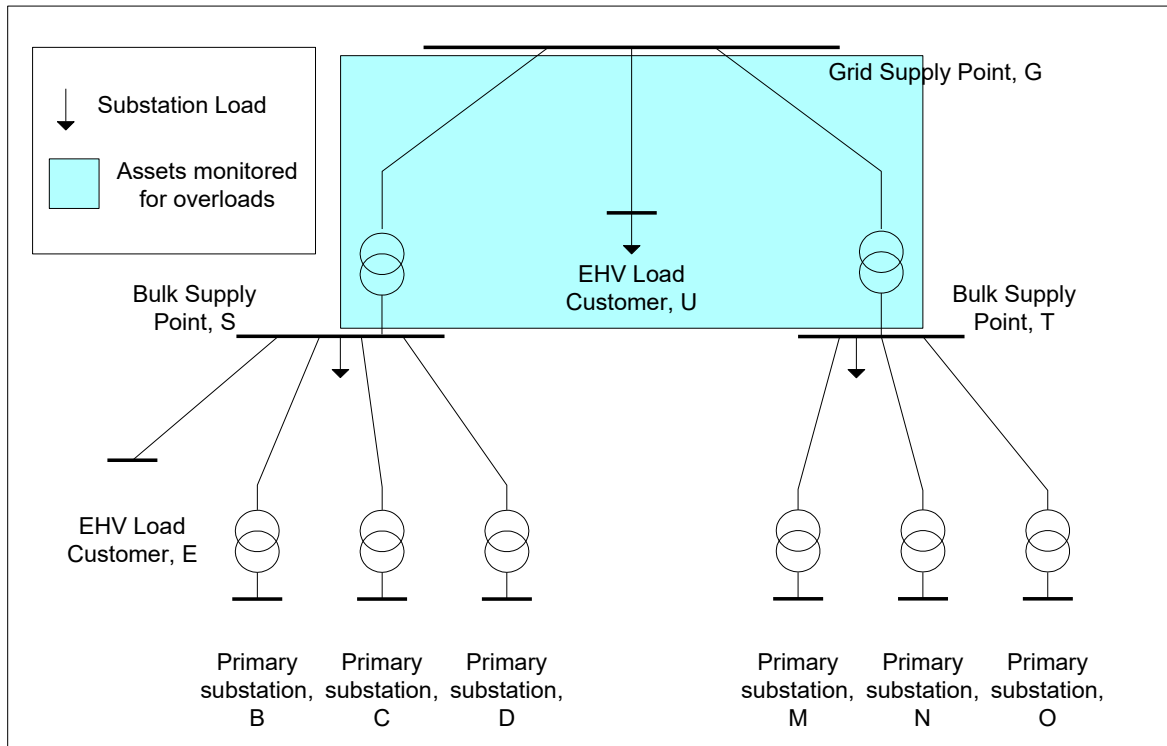 Substation Load
Assets monitored
for overloads
Grid Supply Point, G
EHV Load
Customer, U
Bulk Supply
Point, S
Bulk Supply
Point, T
EHV Load
Customer, E
Primary
substation,
B
Primary
substation,
C
Primary
substation,
D
Primary
substation,
M
Primary
substation,
N
Primary
substation,
O